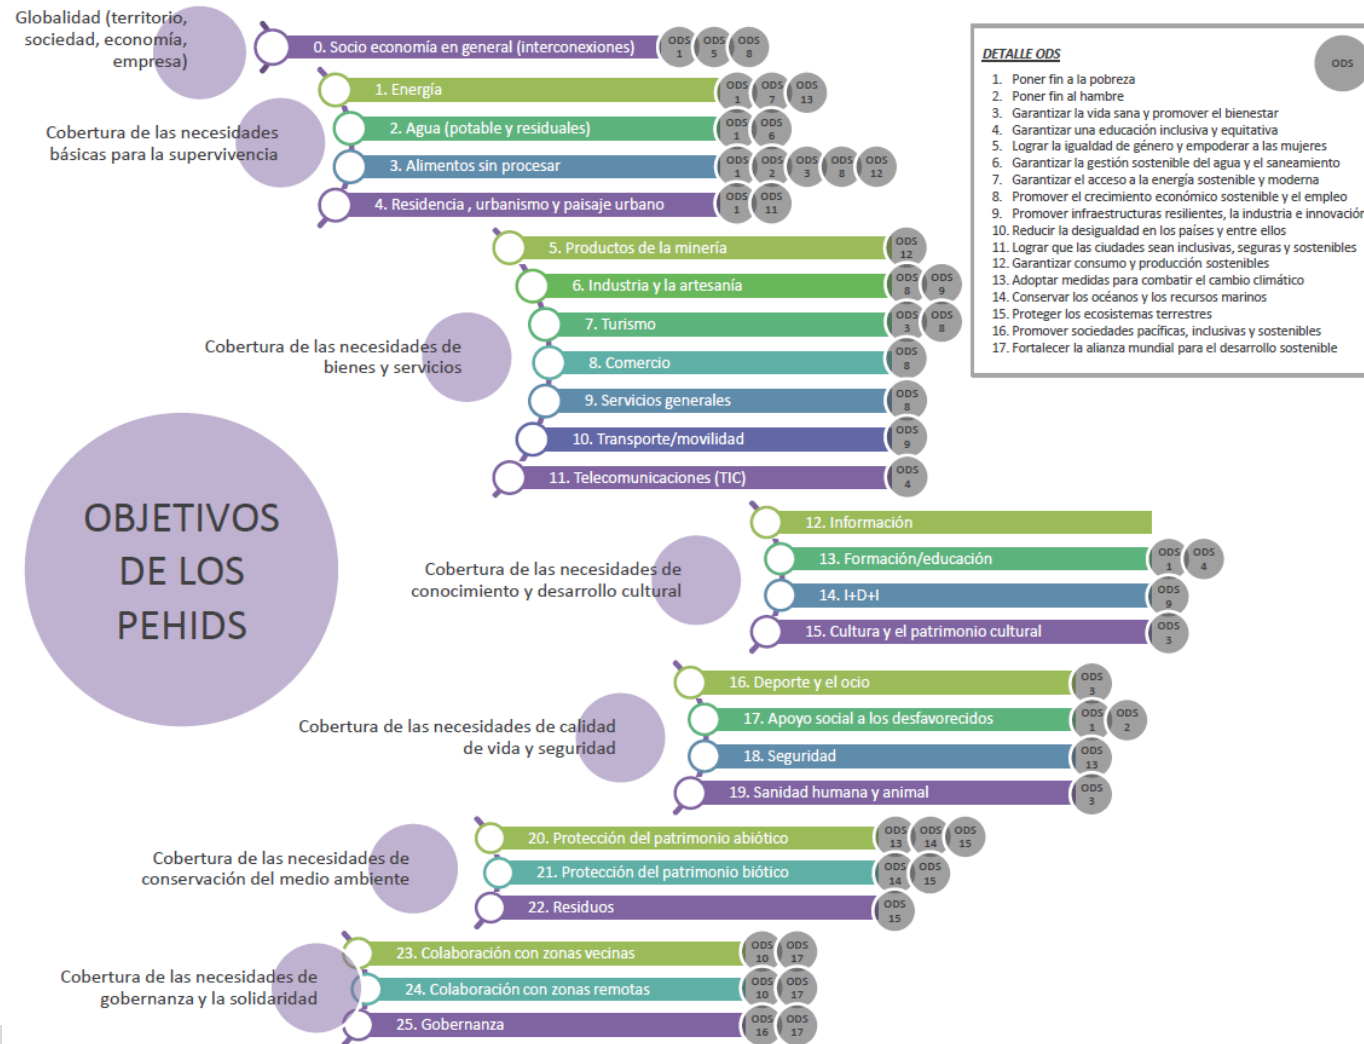 Globalidad (territorio,
sociedad, economía,
empresa)
0. Socio economía en general (interconexiones)
ODS 1
ODS 5
ODS 8
Cobertura de las necesidades
básicas para la supervivencia
1. Energía
ODS 1
ODS 7
ODS 13
2. Agua (potable y residuales)
ODS 1
ODS 6
3. Alimentos sin procesar
ODS 1
ODS 2
ODS 3
ODS 8
ODS 12
4. Residencia , urbanismo y paisaje urbano
ODS 1
ODS 11
Cobertura de las necesidades de
bienes y servicios
5. Productos de la minería
ODS 12
6. Industria y la artesanía
ODS 8
ODS 9
7. Turismo
ODS 3
ODS 8
8. Comercio
ODS 8
9. Servicios generales
ODS 8
10. Transporte/movilidad
ODS 9
11. Telecomunicaciones (TIC)
ODS 4
OBJETIVOS
DE LOS
PEHIDS
Cobertura de las necesidades de
conocimiento y desarrollo cultural
12. Información
13. Formación/educación
ODS 1
ODS 4
14. I+D+I
ODS 9
15. Cultura y el patrimonio cultural
ODS 3
Cobertura de las necesidades de calidad
de vida y seguridad
16. Deporte y el ocio
ODS 3
17. Apoyo social a los desfavorecidos
ODS 1
ODS 2
18. Seguridad
ODS 13
19. Sanidad humana y animal
ODS 3
Cobertura de las necesidades de
conservación del medio ambiente
20. Protección del patrimonio abiótico
ODS 13
ODS 14
ODS 15
21. Protección del patrimonio biótico
ODS 14
ODS 15
22. Residuos
ODS 15
Cobertura de las necesidades de
gobernanza y la solidaridad
23. Colaboración con zonas vecinas
ODS 10
ODS 17
24. Colaboración con zonas remotas
ODS 10
ODS 17
25. Gobernanza
ODS 16
ODS 17
DETALLE ODS
ODS
1. Poner fin a la pobreza
2. Poner fin al hambre
3. Garantizar la vida sana y promover el bienestar
4. Garantizar una educación inclusiva y equitativa
5. Lograr la igualdad de género y empoderar a las mujeres
6. Garantizar la gestión sostenible del agua y el saneamiento
7. Garantizar el acceso a la energía sostenible y moderna
8. Promover el crecimiento económico sostenible y el empleo
9. Promover infraestructuras resilientes, la industria e innovación
10. Reducir la desigualdad en los países y entre ellos
11. Lograr que las ciudades sean inclusivas, seguras y sostenibles
12. Garantizar consumo y producción sostenibles
13. Adoptar medidas para combatir el cambio climático
14. Conservar los océanos y los recursos marinos
15. Proteger los ecosistemas terrestres
16. Promover sociedades pacíficas, inclusivas y sostenibles
17. Fortalecer la alianza mundial para el desarrollo sostenible